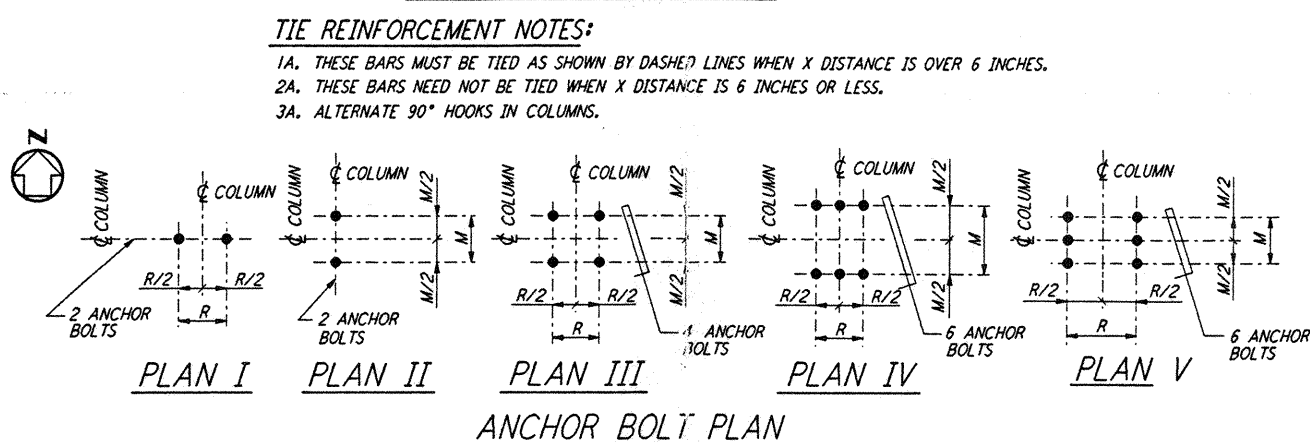 TIE REINFORCEMENT NOTES:
1A. THESE BARS MUST BE TIED AS SHOWN BY DASHED LINES WHEN X DISTANCE IS OVER 6 INCHES.
2A. THESE BARS NEED NOT BE TIED WHEN X DISTANCE IS 6 INCHES OR LESS.
3A. ALTERNATE 90° HOOKS IN COLUMNS.
N
℄ COLUMN
℄ COLUMN
R/2
R/2
R
2 ANCHOR
BOLTS
PLAN I
℄ COLUMN
℄ COLUMN
M/2
M
M/2
2 ANCHOR
BOLTS
PLAN II
℄ COLUMN
℄ COLUMN
M/2
M
M/2
R/2
R/2
R
4 ANCHOR
BOLTS
PLAN III
℄ COLUMN
℄ COLUMN
M/2
M
M/2
R/2
R/2
R
6 ANCHOR
BOLTS
PLAN IV
℄ COLUMN
℄ COLUMN
M/2
M
M/2
R/2
R/2
R
6 ANCHOR
BOLTS
PLAN V
ANCHOR BOLT PLAN